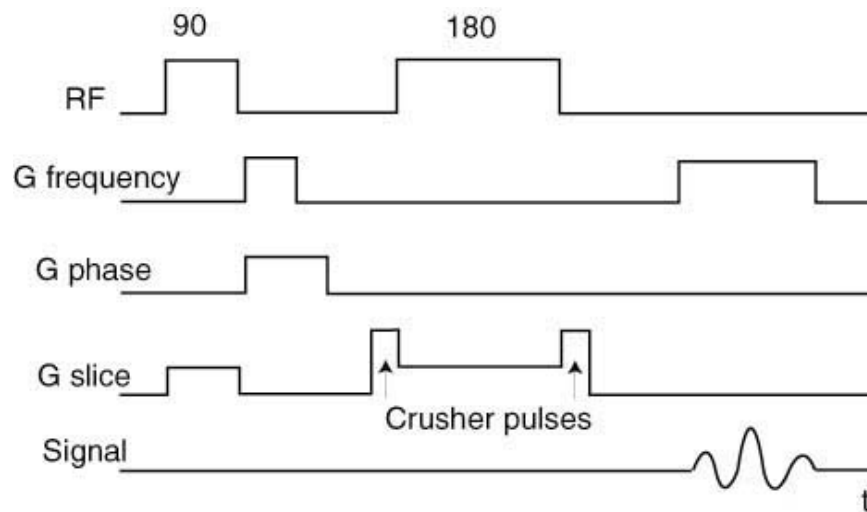 90 180
RF
G frequency
G phase
G slice
Crusher pulses
Signal
t